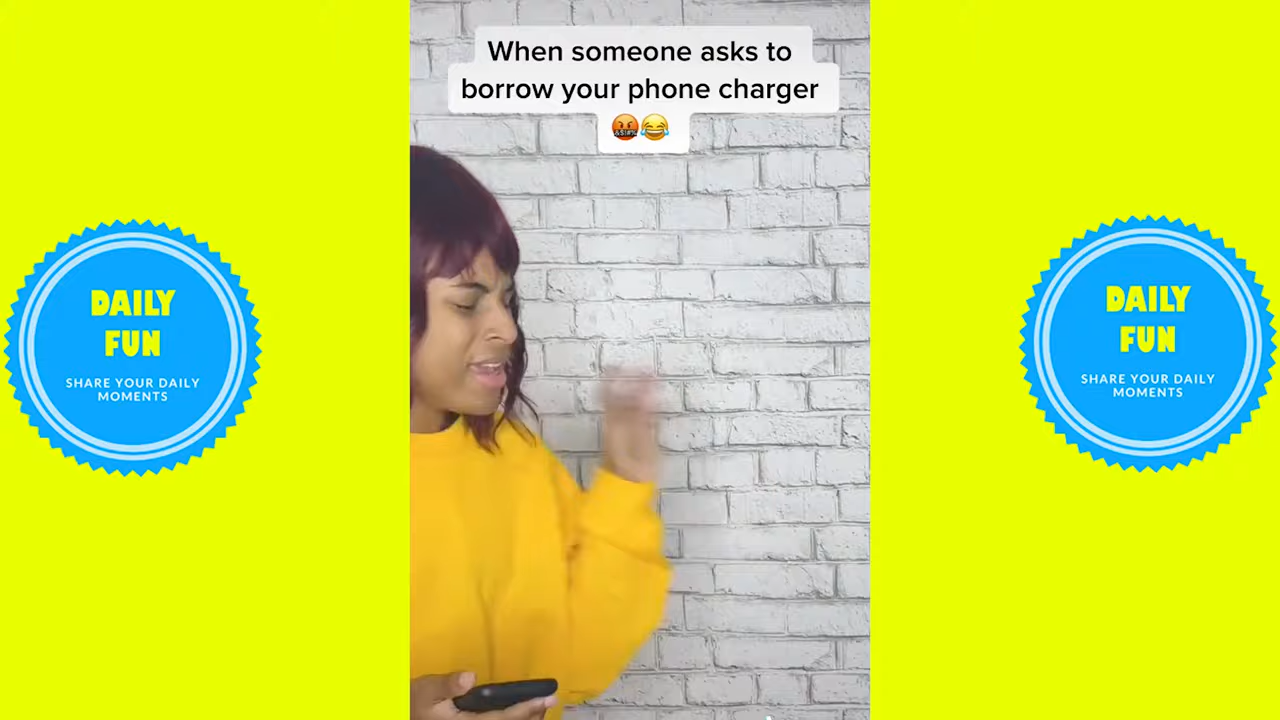 When someone asks to
borrow your phone charger
🤬😂
DAILY
FUN
SHARE YOUR DAILY
MOMENTS
DAILY
FUN
SHARE YOUR DAILY
MOMENTS